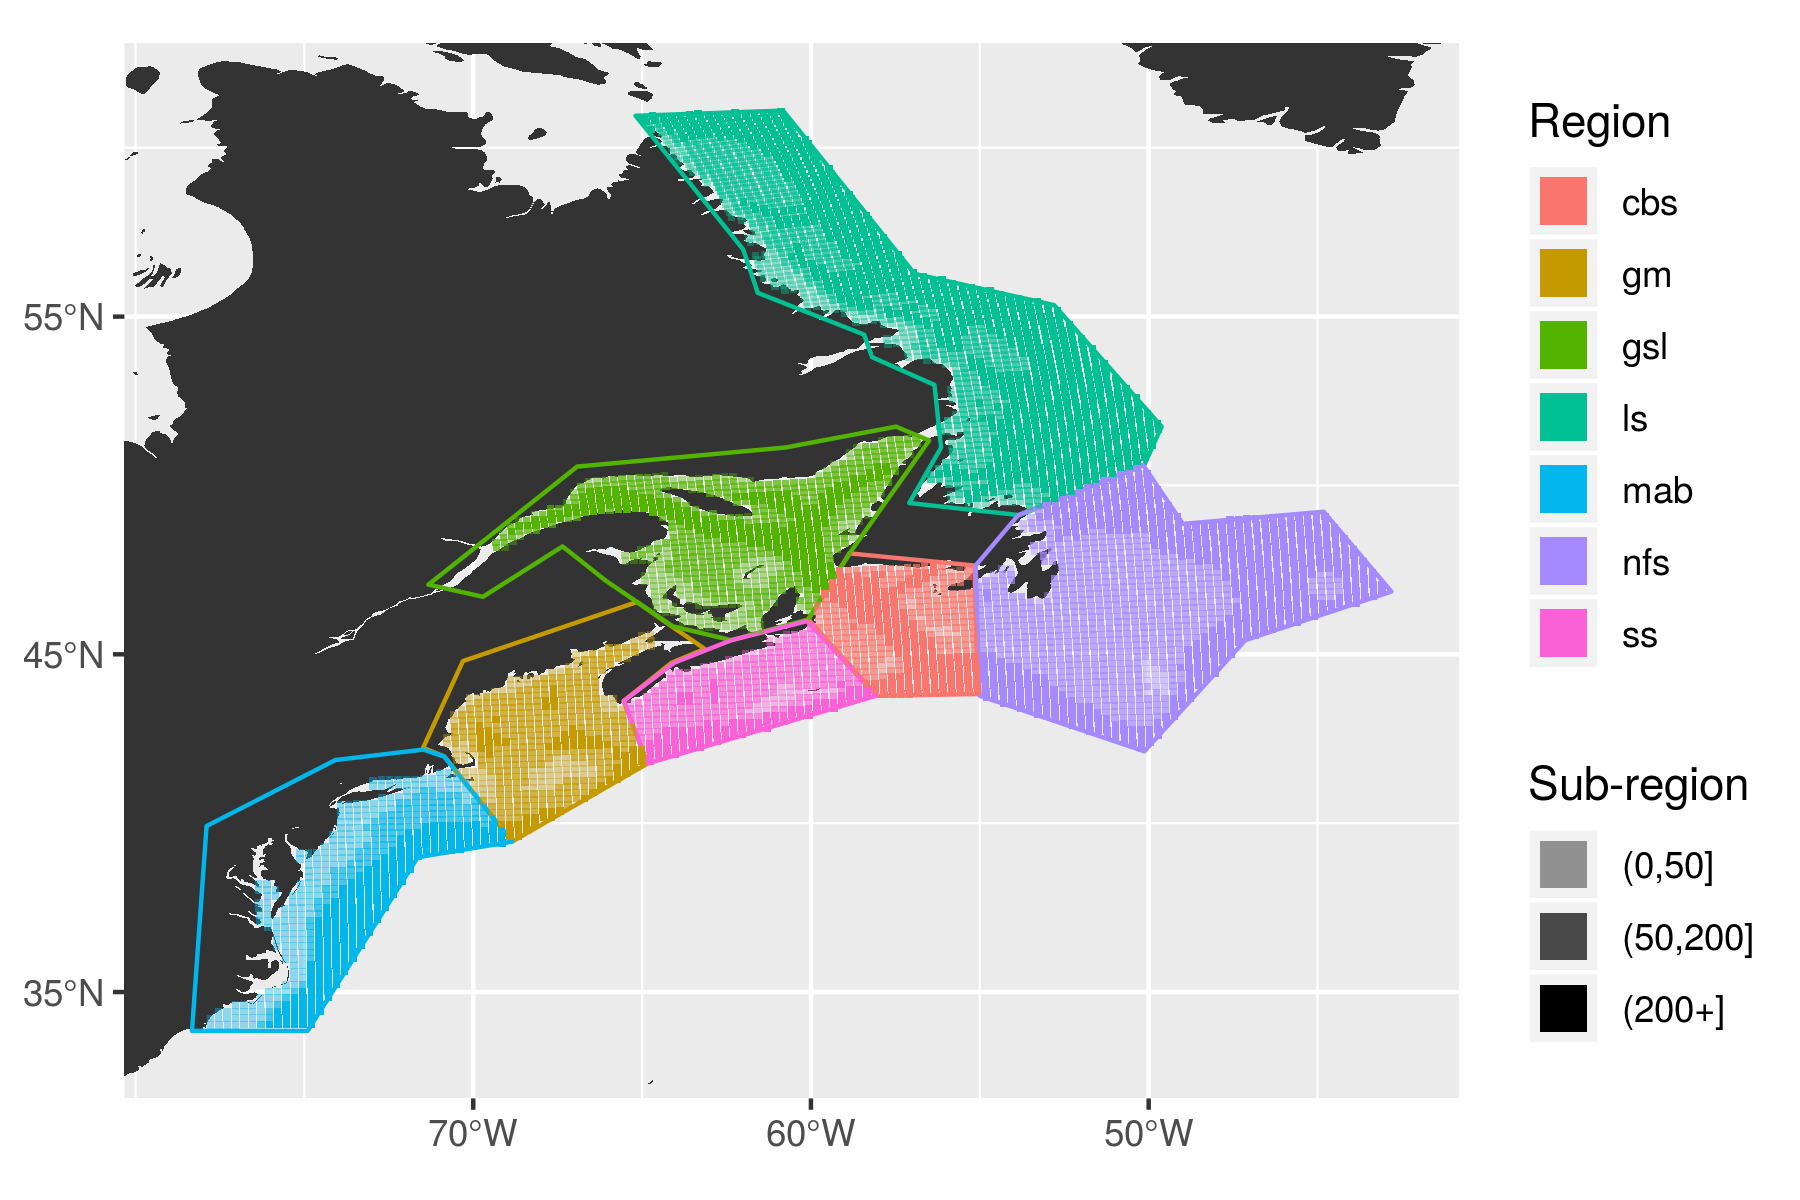 Region
cbs
gm
gsl
ls
mab
nfs
ss
Sub-region
(0,50]
(50,200]
(200+]
55°N
45°N
35°N
70°W
60°W
50°W